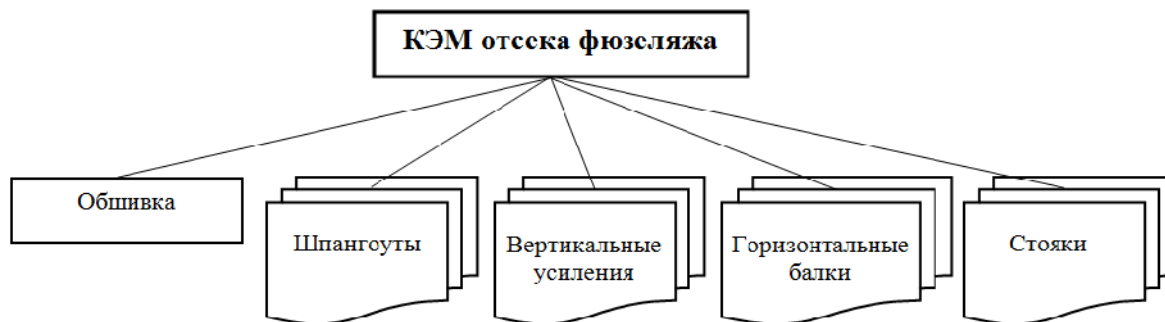 КЭМ отсека фюзеляжа
Обшивка
Шпангоуты
Вертикальные
усиления
Горизонтальные
балки
Стояки